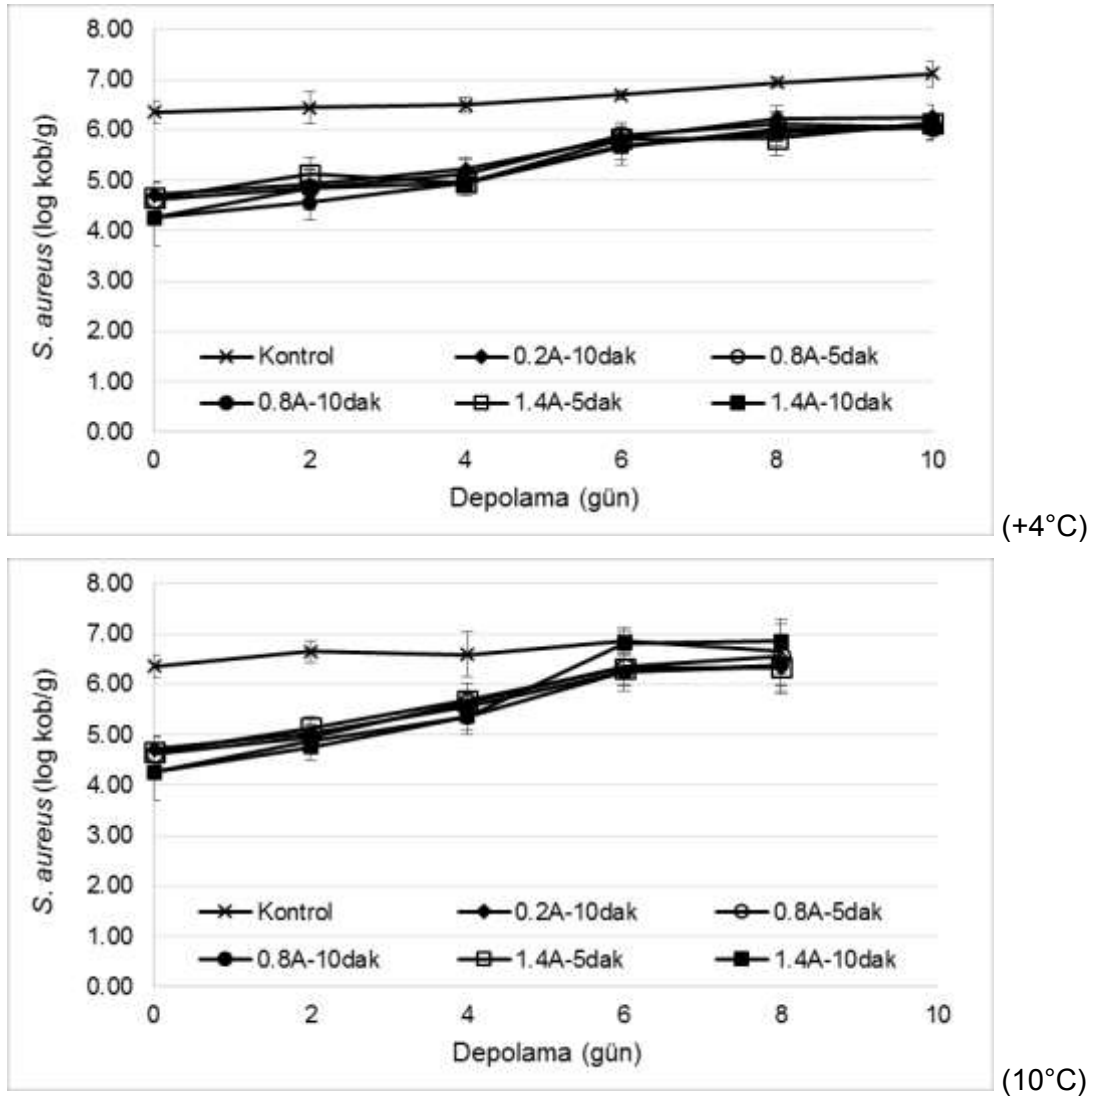 8.00
7.00
6.00
5.00
4.00
3.00
2.00
1.00
0.00
S. aureus (log kob/g)
Kontrol 0.2A-10dak 0.8A-5dak
0.8A-10dak 1.4A-5dak 1.4A-10dak
0 2 4 6 8 10
Depolama (gün)
(+4°C)
8.00
7.00
6.00
5.00
4.00
3.00
2.00
1.00
0.00
S. aureus (log kob/g)
Kontrol 0.2A-10dak 0.8A-5dak
0.8A-10dak 1.4A-5dak 1.4A-10dak
0 2 4 6 8 10
Depolama (gün)
(10°C)